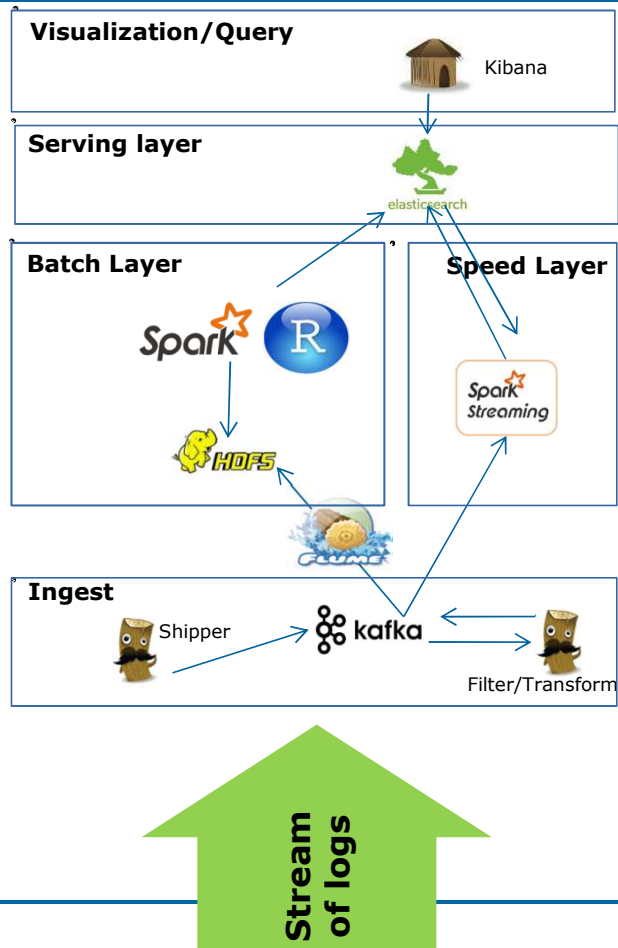 Visualization/Query
Kibana
Serving layer
elasticsearch
Batch Layer
Speed Layer
Spark
R
Spark
Streaming
HDFS
FLUME
Ingest
Shipper
kafka
Filter/Transform
Stream
of logs